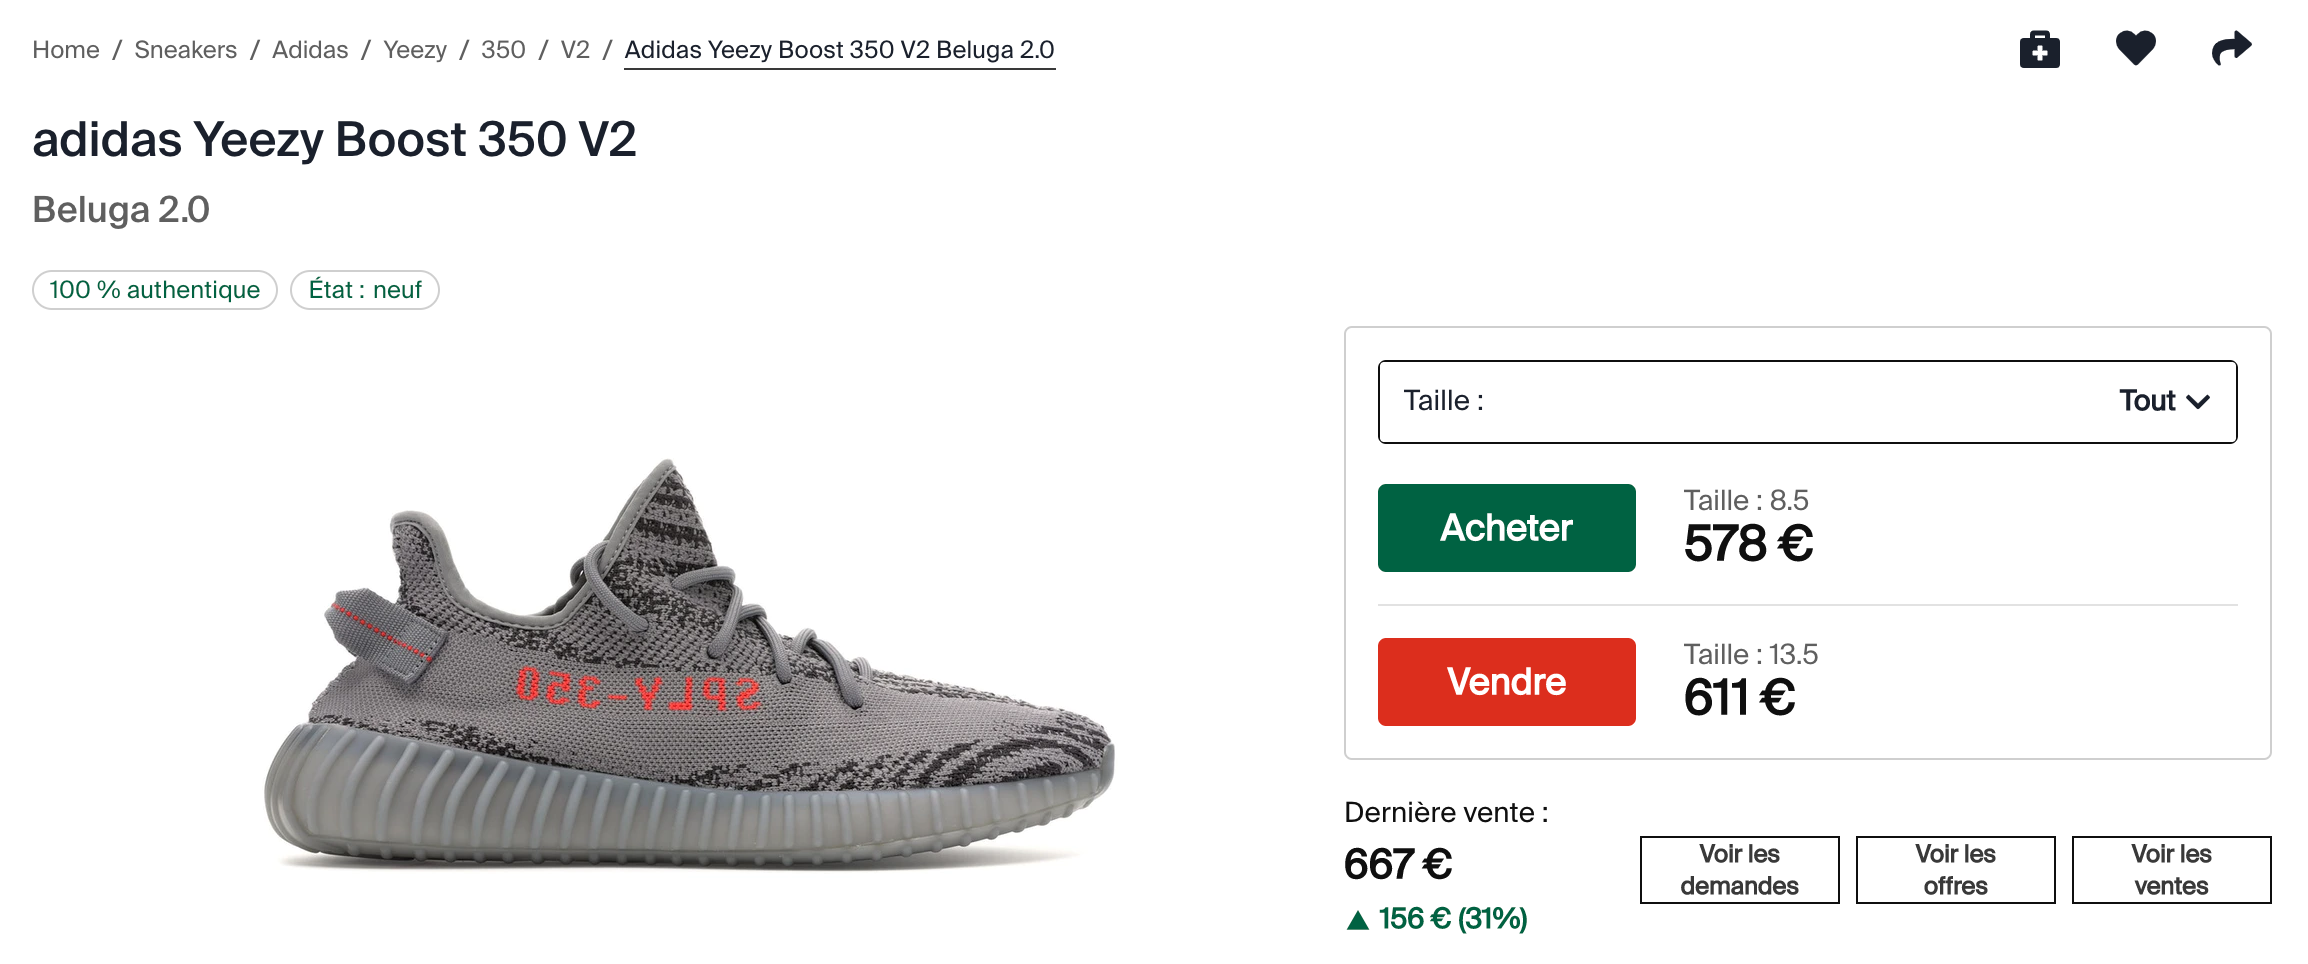 Home / Sneakers / Adidas / Yeezy / 350 / V2 / Adidas Yeezy Boost 350 V2 Beluga 2.0
adidas Yeezy Boost 350 V2
Beluga 2.0
100 % authentique
État : neuf
SPLY-350
Taille :
Tout
Acheter
Taille : 8.5
578 €
Vendre
Taille : 13.5
611 €
Dernière vente :
667 €
▲ 156 € (31%)
Voir les
demandes
Voir les
offres
Voir les
ventes